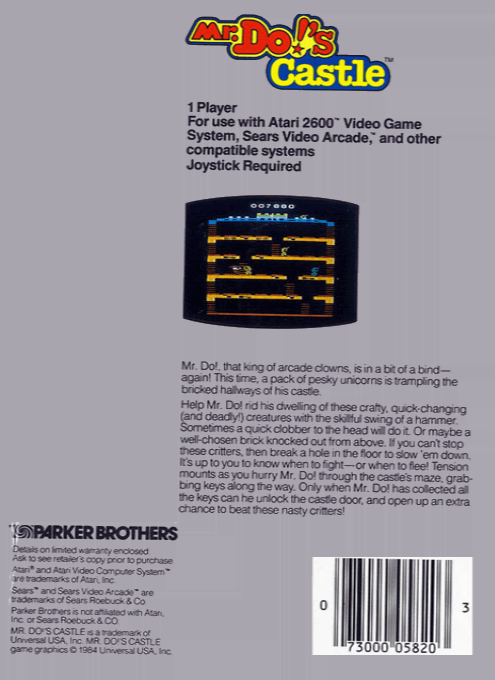 Mr. Do!'s
Castle™
1 Player
For use with Atari 2600™ Video Game
System, Sears Video Arcade,™ and other
compatible systems
Joystick Required
007680
Mr. Do!, that king of arcade clowns, is in a bit of a bind—
again! This time, a pack of pesky unicorns is trampling the
bricked hallways of his castle.
Help Mr. Do! rid his dwelling of these crafty, quick-changing
(and deadly!) creatures with the skillful swing of a hammer.
Sometimes a quick clobber to the head will do it. Or maybe a
well-chosen brick knocked out from above. If you can't stop
these critters, then break a hole in the floor to slow 'em down.
It's up to you to know when to fight—or when to flee! Tension
mounts as you hurry Mr. Do! through the castle's maze, grab-
bing keys along the way. Only when Mr. Do! has collected all
the keys can he unlock the castle door, and open up an extra
chance to beat these nasty critters!
PARKER BROTHERS
Details on limited warranty enclosed.
Ask to see retailer's copy prior to purchase.
Atari® and Atari Video Computer System™
are trademarks of Atari, Inc.
Sears™ and Sears Video Arcade™ are
trademarks of Sears Roebuck & Co.
Parker Brothers is not affiliated with Atari,
Inc. or Sears Roebuck & CO.
MR. DO!'S CASTLE is a trademark of
Universal USA, Inc. MR. DO!'S CASTLE
game graphics © 1984 Universal USA, Inc.
0 73000 05820 3